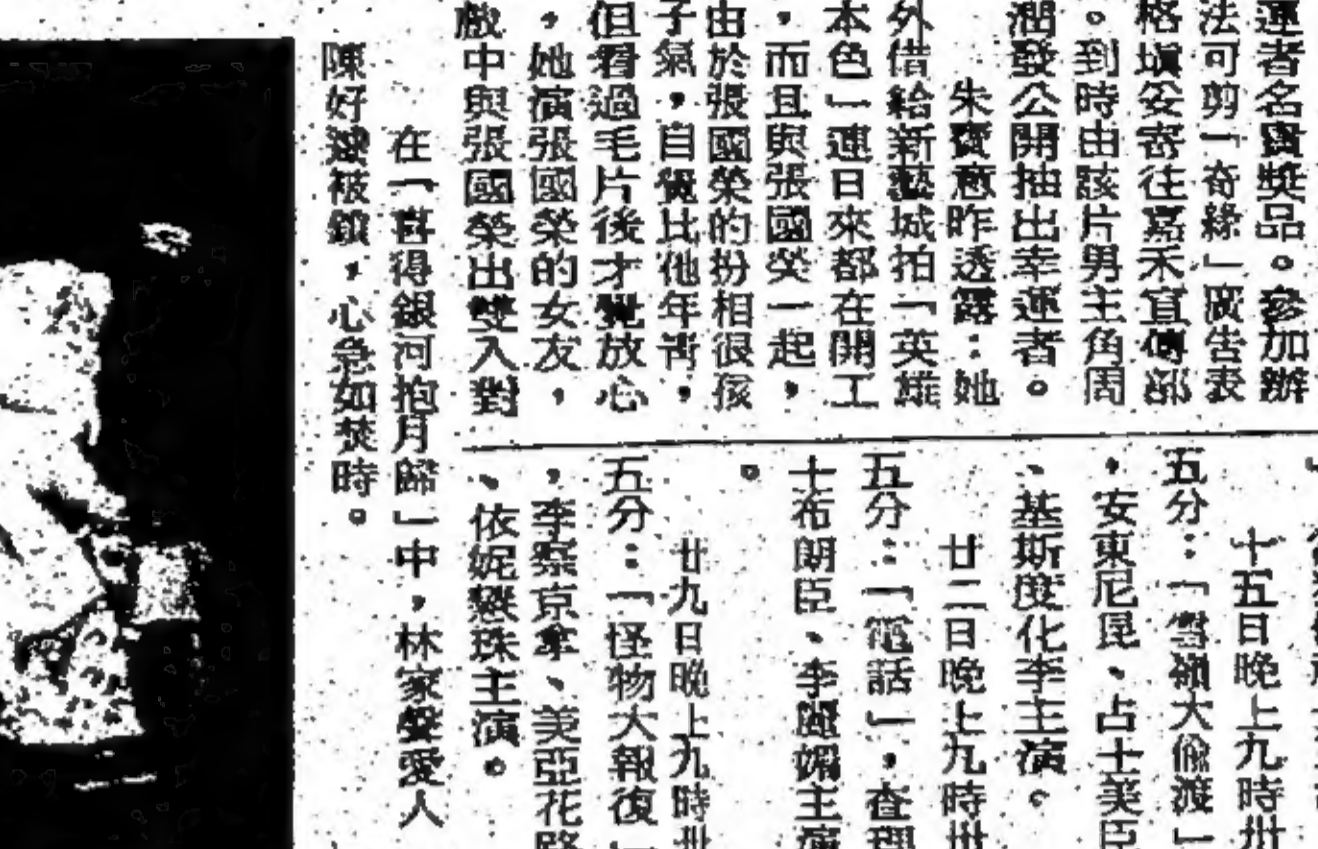 運者名貴獎品。參加辦
法可剪「奇緣」廣告表
格填妥寄往嘉禾宣傳部
。到時由該片男主角周
潤發公開抽出幸運者。
朱寶意昨透露：她
外借給新藝城拍「英雄
本色」連日來都在開工
，而且與張國榮一起，
由於張國榮的扮相很孩
子氣，自覺比他年青，
但看過毛片後才覺放心
，她演張國榮的女友，
戲中與張國榮出雙入對
十五日晚上九時卅
五分：「雪嶺大偷渡」
，安東尼昆、占士美臣
、基斯度化李主演。
廿二日晚上九時卅
五分：「電話」，查理
士布朗臣、李麗媚主演
。
廿九日晚上九時卅
五分：「怪物大報復」
，李察京拿、美亞花路
、依妮珠主演。
在「喜得銀河抱月歸」中，林家聲愛人
陳好逑被鎖，心急如焚時。